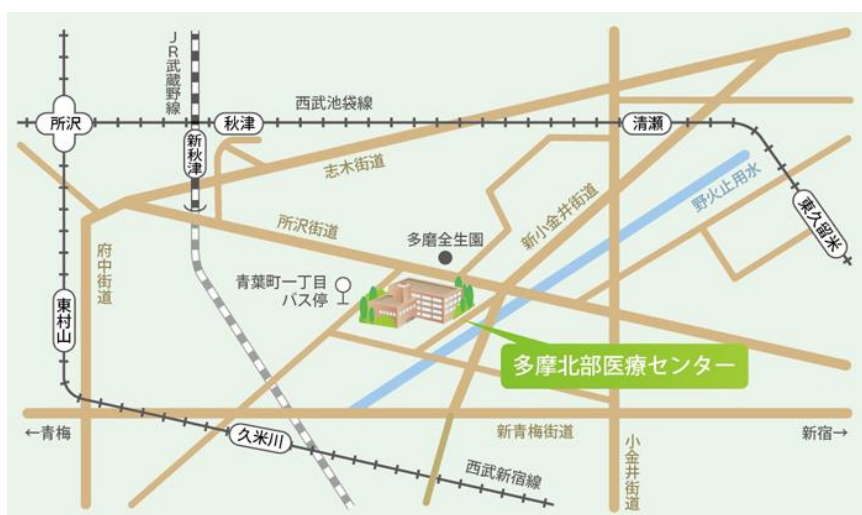 JR武蔵野線
西武池袋線
所沢
秋津
清瀬
新秋津
志木街道
野火止用水
新小金井街道
東久留米
所沢街道
多磨全生園
府中街道
青葉町一丁目
バス停
東村山
多摩北部医療センター
←青梅
久米川
新青梅街道
新宿→
小金井街道
西武新宿線